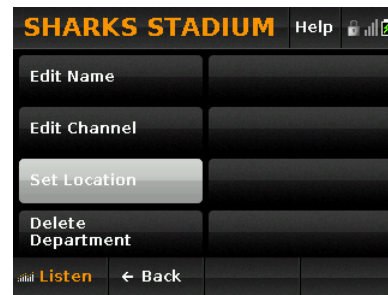 SHARKS STADIUM Help
Edit Name
Edit Channel
Set Location
Delete
Department
Listen ← Back